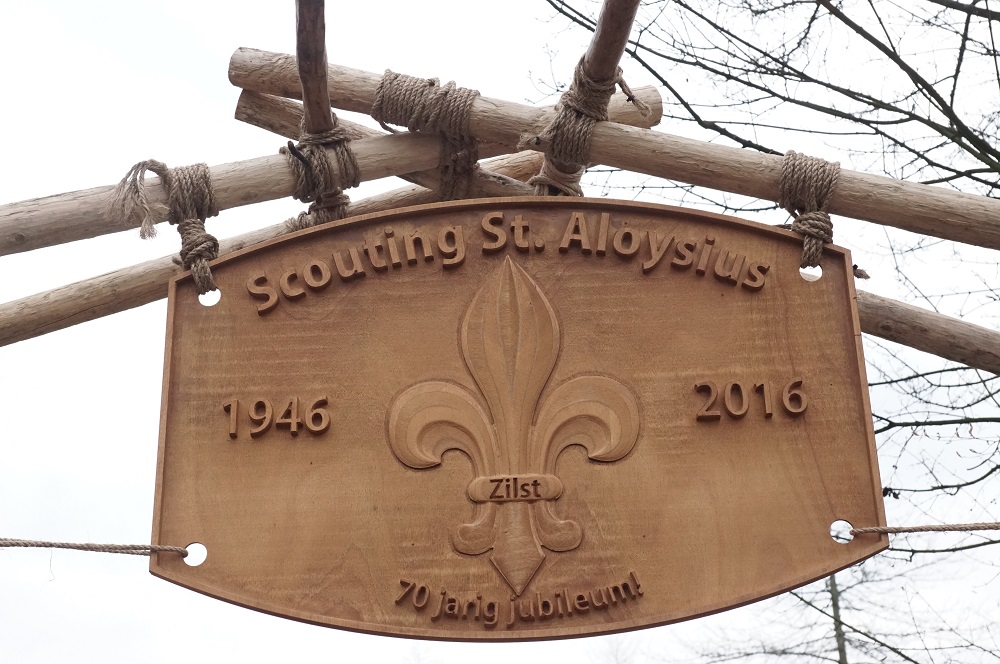 Scouting St. Aloysius
1946
2016
Zilst
70 jarig jubileum!